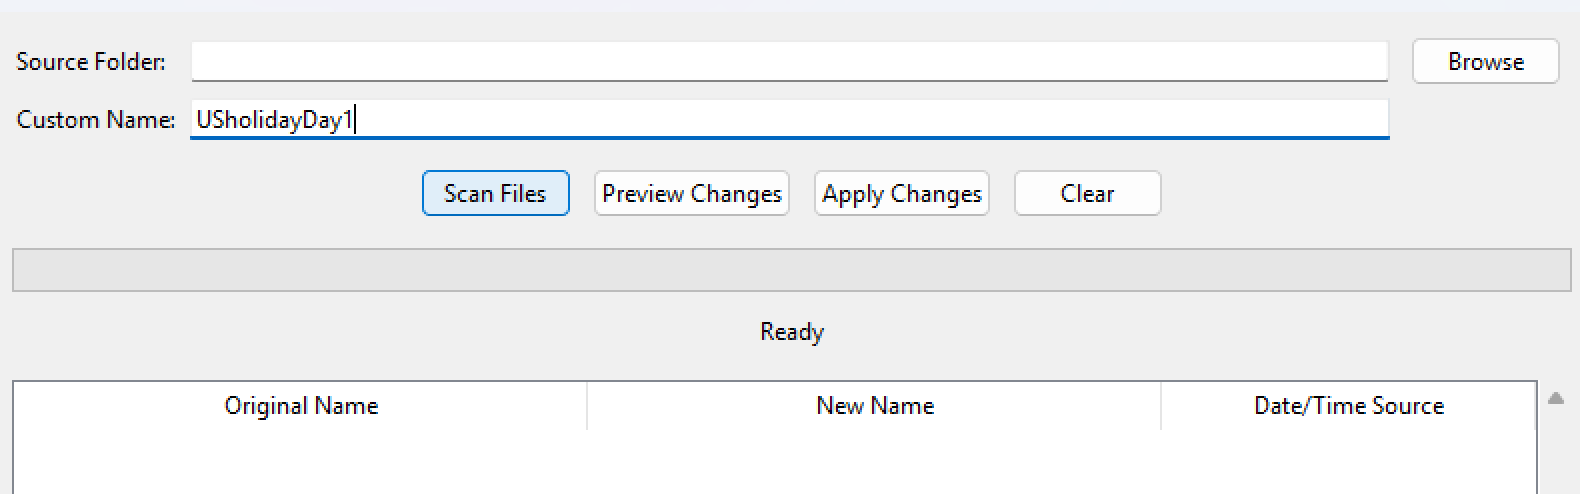 Source Folder: Browse
Custom Name: USholidayDay1
Scan Files Preview Changes Apply Changes Clear
Ready
Original Name New Name Date/Time Source